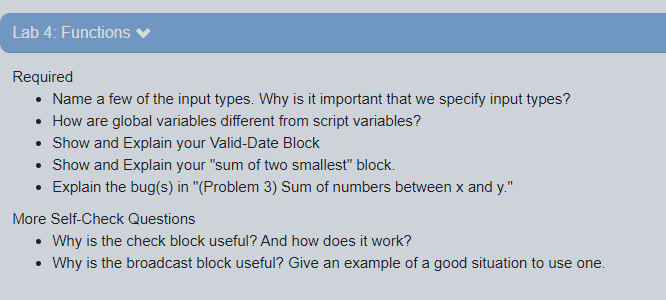 Lab 4: Functions
Required
• Name a few of the input types. Why is it important that we specify input types?
• How are global variables different from script variables?
• Show and Explain your Valid-Date Block
• Show and Explain your "sum of two smallest" block.
• Explain the bug(s) in "(Problem 3) Sum of numbers between x and y."
More Self-Check Questions
• Why is the check block useful? And how does it work?
• Why is the broadcast block useful? Give an example of a good situation to use one.